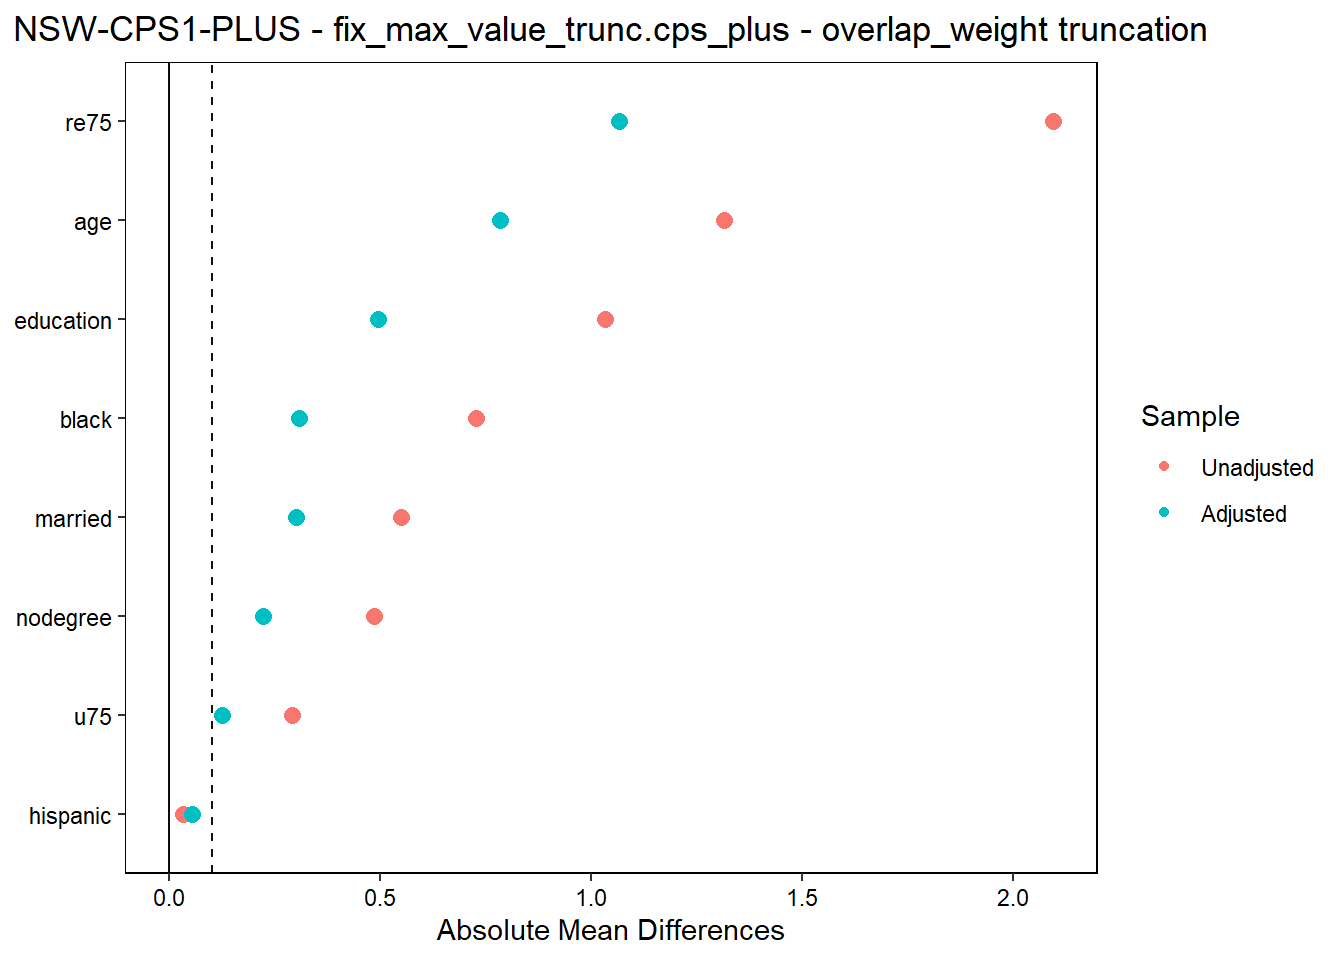 NSW-CPS1-PLUS - fix_max_value_trunc.cps_plus - overlap_weight truncation
re75
age
education
black
married
nodegree
u75
hispanic
0.0 0.5 1.0 1.5 2.0
Absolute Mean Differences
Sample
Unadjusted
Adjusted